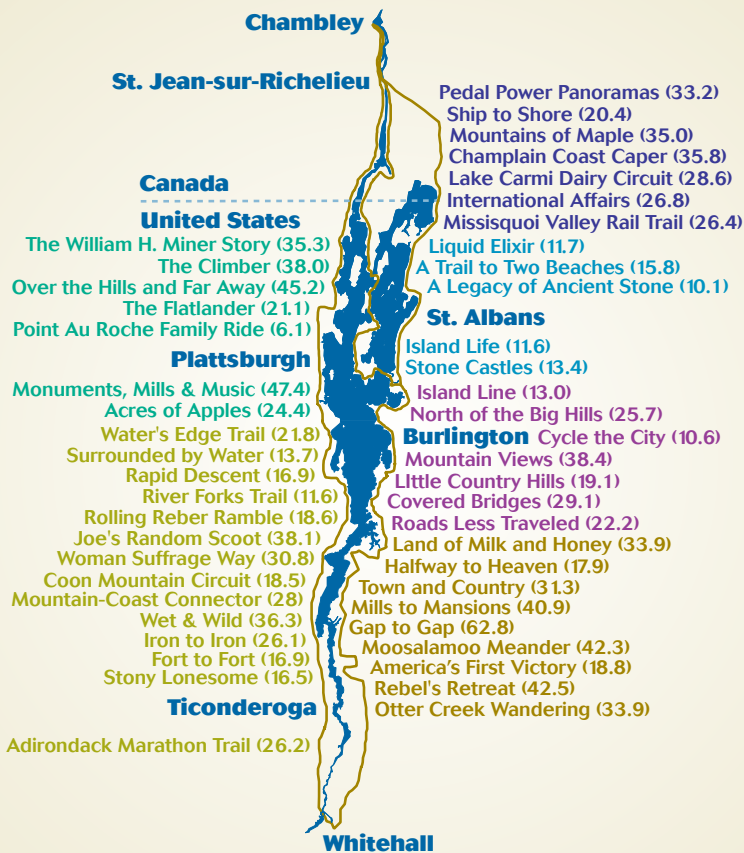 Chambley
St. Jean-sur-Richelieu
Pedal Power Panoramas (33.2)
Ship to Shore (20.4)
Mountains of Maple (35.0)
Champlain Coast Caper (35.8)
Lake Carmi Dairy Circuit (28.6)
International Affairs (26.8)
Missisquoi Valley Rail Trail (26.4)
Canada
United States
The William H. Miner Story (35.3)
The Climber (38.0)
Over the Hills and Far Away (45.2)
The Flatlander (21.1)
Point Au Roche Family Ride (6.1)
Liquid Elixir (11.7)
A Trail to Two Beaches (15.8)
A Legacy of Ancient Stone (10.1)
St. Albans
Island Life (11.6)
Stone Castles (13.4)
Plattsburgh
Monuments, Mills & Music (47.4)
Acres of Apples (24.4)
Island Line (13.0)
North of the Big Hills (25.7)
Burlington Cycle the City (10.6)
Mountain Views (38.4)
LIttle Country Hills (19.1)
Covered Bridges (29.1)
Roads Less Traveled (22.2)
Water's Edge Trail (21.8)
Surrounded by Water (13.7)
Rapid Descent (16.9)
River Forks Trail (11.6)
Rolling Reber Ramble (18.6)
Joe's Random Scoot (38.1)
Woman Suffrage Way (30.8)
Coon Mountain Circuit (18.5)
Mountain-Coast Connector (28)
Wet & Wild (36.3)
Iron to Iron (26.1)
Fort to Fort (16.9)
Stony Lonesome (16.5)
Land of Milk and Honey (33.9)
Halfway to Heaven (17.9)
Town and Country (31.3)
Mills to Mansions (40.9)
Gap to Gap (62.8)
Moosalamoo Meander (42.3)
America's First Victory (18.8)
Rebel's Retreat (42.5)
Otter Creek Wandering (33.9)
Ticonderoga
Adirondack Marathon Trail (26.2)
Whitehall